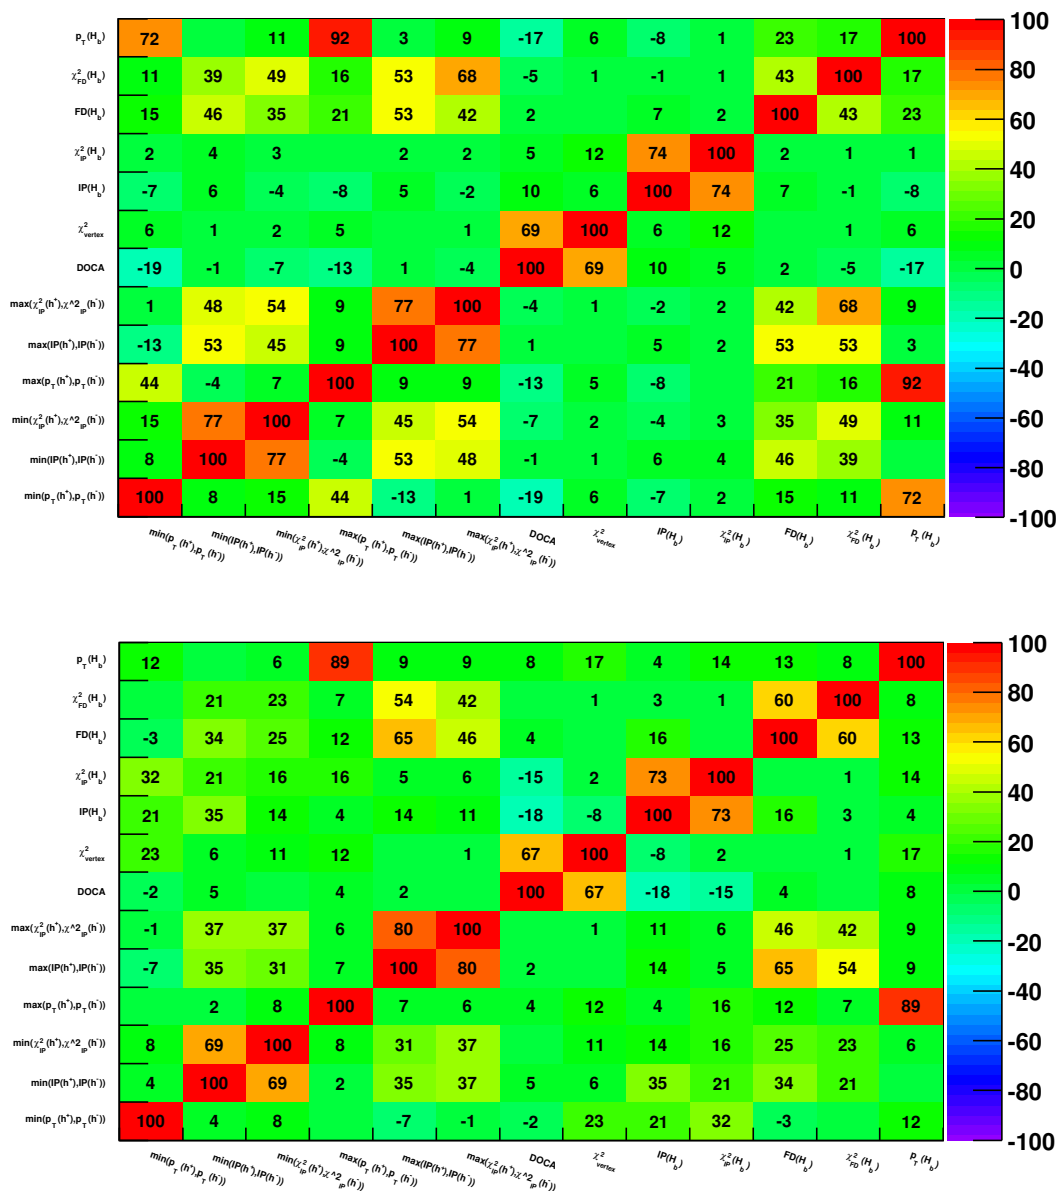 p_T(H_b) 72 11 92 3 9 -17 6 -8 1 23 17 100
χ²_FD(H_b) 11 39 49 16 53 68 -5 1 -1 1 43 100 17
FD(H_b) 15 46 35 21 53 42 2 7 2 100 43 23
χ²_IP(H_b) 2 4 3 2 2 5 12 74 100 2 1 1
IP(H_b) -7 6 -4 -8 5 -2 10 6 100 74 7 -1 -8
χ²_vertex 6 1 2 5 1 69 100 6 12 1 6
DOCA -19 -1 -7 -13 1 -4 100 69 10 5 2 -5 -17
max(χ²_IP(h⁺),χ^2_IP(h⁻)) 1 48 54 9 77 100 -4 1 -2 2 42 68 9
max(IP(h⁺),IP(h⁻)) -13 53 45 9 100 77 1 5 2 53 53 3
max(p_T(h⁺),p_T(h⁻)) 44 -4 7 100 9 9 -13 5 -8 21 16 92
min(χ²_IP(h⁺),χ^2_IP(h⁻)) 15 77 100 7 45 54 -7 2 -4 3 35 49 11
min(IP(h⁺),IP(h⁻)) 8 100 77 -4 53 48 -1 1 6 4 46 39
min(p_T(h⁺),p_T(h⁻)) 100 8 15 44 -13 1 -19 6 -7 2 15 11 72
min(p_T(h⁺),p_T(h⁻)) min(IP(h⁺),IP(h⁻)) min(χ²_IP(h⁺),χ^2_IP(h⁻)) max(p_T(h⁺),p_T(h⁻)) max(IP(h⁺),IP(h⁻)) max(χ²_IP(h⁺),χ^2_IP(h⁻)) DOCA χ²_vertex IP(H_b) χ²_IP(H_b) FD(H_b) χ²_FD(H_b) p_T(H_b)
100
80
60
40
20
0
-20
-40
-60
-80
-100
p_T(H_b) 12 6 89 9 9 8 17 4 14 13 8 100
χ²_FD(H_b) 21 23 7 54 42 1 3 1 60 100 8
FD(H_b) -3 34 25 12 65 46 4 16 100 60 13
χ²_IP(H_b) 32 21 16 16 5 6 -15 2 73 100 1 14
IP(H_b) 21 35 14 4 14 11 -18 -8 100 73 16 3 4
χ²_vertex 23 6 11 12 1 67 100 -8 2 1 17
DOCA -2 5 4 2 100 67 -18 -15 4 8
max(χ²_IP(h⁺),χ^2_IP(h⁻)) -1 37 37 6 80 100 1 11 6 46 42 9
max(IP(h⁺),IP(h⁻)) -7 35 31 7 100 80 2 14 5 65 54 9
max(p_T(h⁺),p_T(h⁻)) 2 8 100 7 6 4 12 4 16 12 7 89
min(χ²_IP(h⁺),χ^2_IP(h⁻)) 8 69 100 8 31 37 11 14 16 25 23 6
min(IP(h⁺),IP(h⁻)) 4 100 69 2 35 37 5 6 35 21 34 21
min(p_T(h⁺),p_T(h⁻)) 100 4 8 -7 -1 -2 23 21 32 -3 12
min(p_T(h⁺),p_T(h⁻)) min(IP(h⁺),IP(h⁻)) min(χ²_IP(h⁺),χ^2_IP(h⁻)) max(p_T(h⁺),p_T(h⁻)) max(IP(h⁺),IP(h⁻)) max(χ²_IP(h⁺),χ^2_IP(h⁻)) DOCA χ²_vertex IP(H_b) χ²_IP(H_b) FD(H_b) χ²_FD(H_b) p_T(H_b)
100
80
60
40
20
0
-20
-40
-60
-80
-100